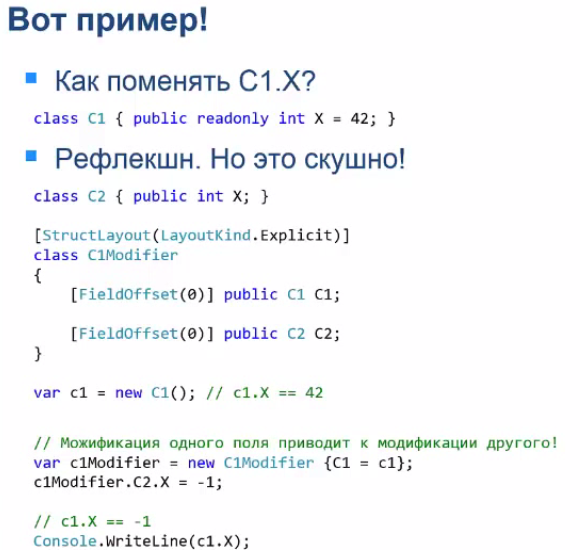 Вот пример!
Как поменять C1.X?
class C1 { public readonly int X = 42; }
Рефлекшн. Но это скушно!
class C2 { public int X; }
[StructLayout(LayoutKind.Explicit)]
class C1Modifier
{
[FieldOffset(0)] public C1 C1;
[FieldOffset(0)] public C2 C2;
}
var c1 = new C1(); // c1.X == 42
// Можификация одного поля приводит к модификации другого!
var c1Modifier = new C1Modifier {C1 = c1};
c1Modifier.C2.X = -1;
// c1.X == -1
Console.WriteLine(c1.X);